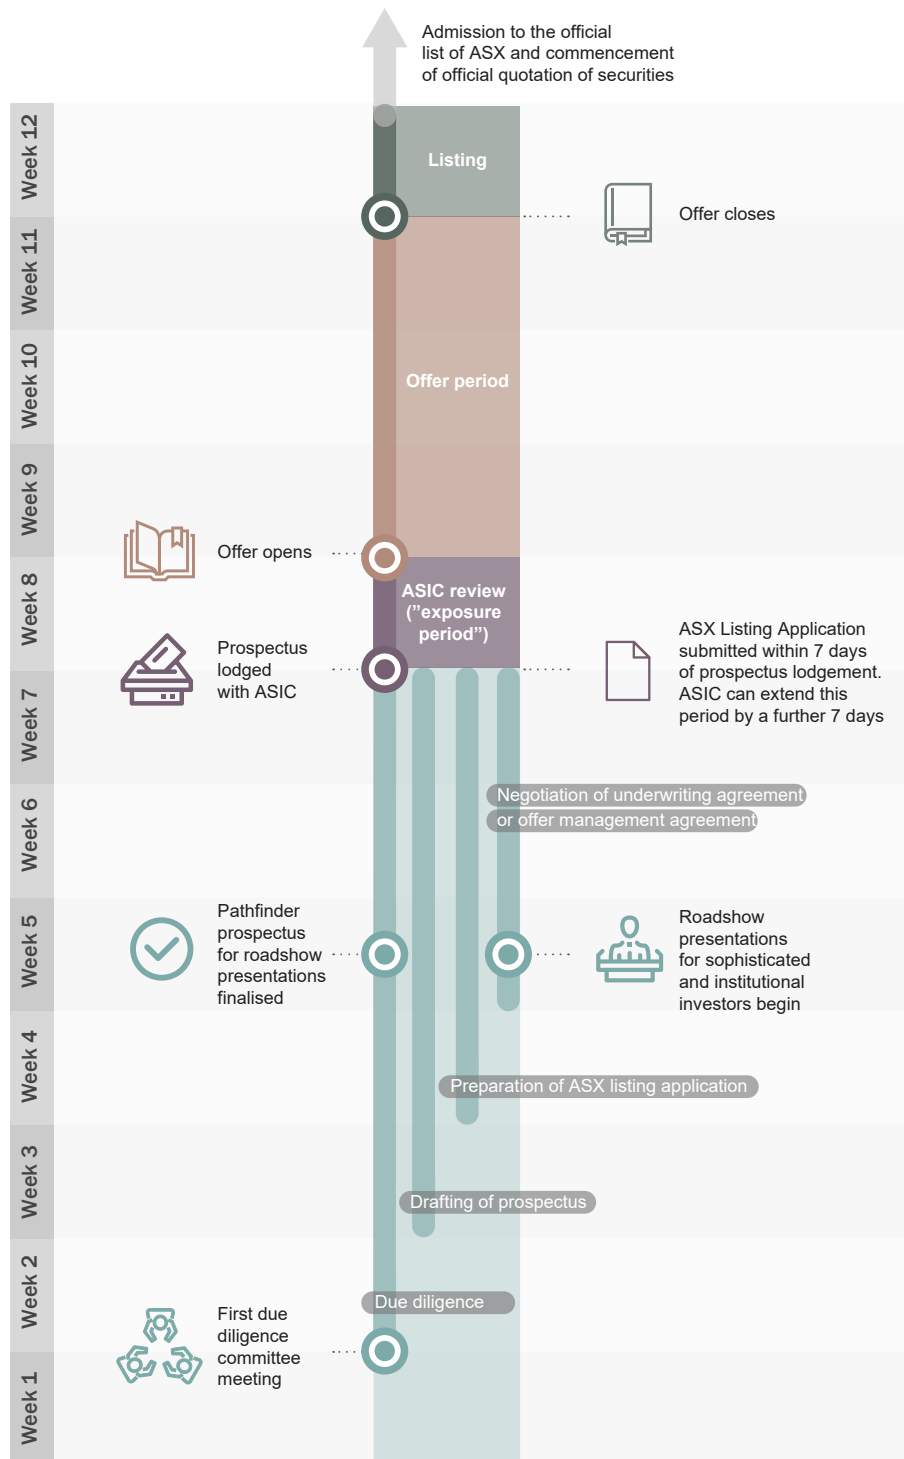 Admission to the official
list of ASX and commencement
of official quotation of securities
Week 12
Listing
Offer closes
Week 11
Week 10
Offer period
Week 9
Offer opens
Week 8
ASIC review
(”exposure
period”)
Prospectus
lodged
with ASIC
ASX Listing Application
submitted within 7 days
of prospectus lodgement.
ASIC can extend this
period by a further 7 days
Week 7
Week 6
Negotiation of underwriting agreement
or offer management agreement
Week 5
Pathfinder
prospectus
for roadshow
presentations
finalised
Roadshow
presentations
for sophisticated
and institutional
investors begin
Week 4
Preparation of ASX listing application
Week 3
Drafting of prospectus
Week 2
Due diligence
First due
diligence
committee
meeting
Week 1